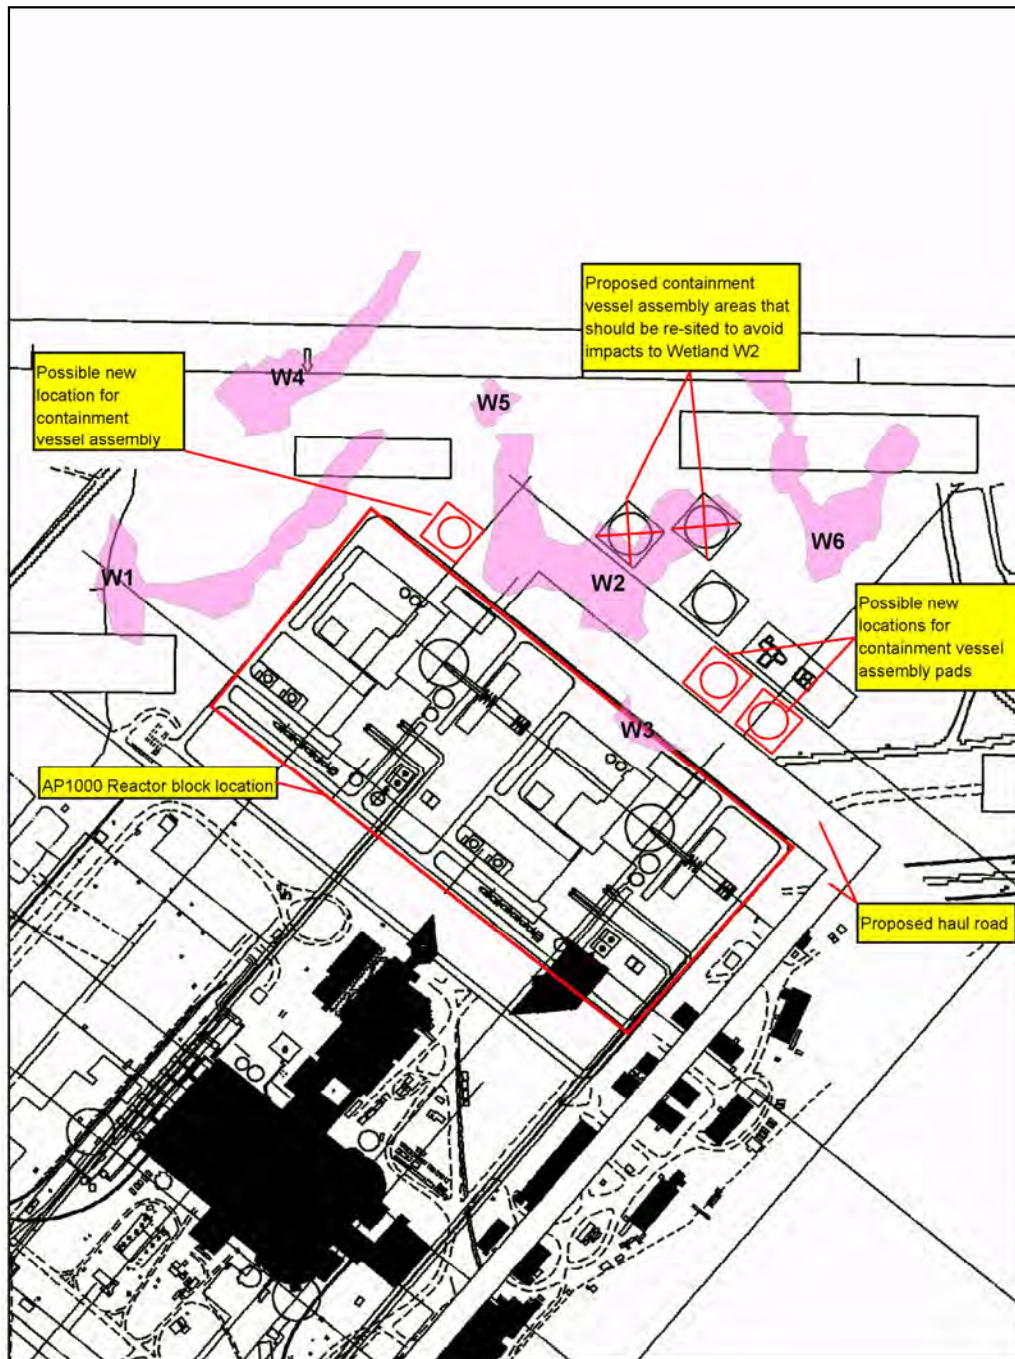 Proposed containment
vessel assembly areas that
should be re-sited to avoid
impacts to Wetland W2
Possible new
location for
containment
vessel assembly
W4
W5
W6
W1
W2
Possible new
locations for
containment vessel
assembly pads
W3
AP1000 Reactor block location
Proposed haul road